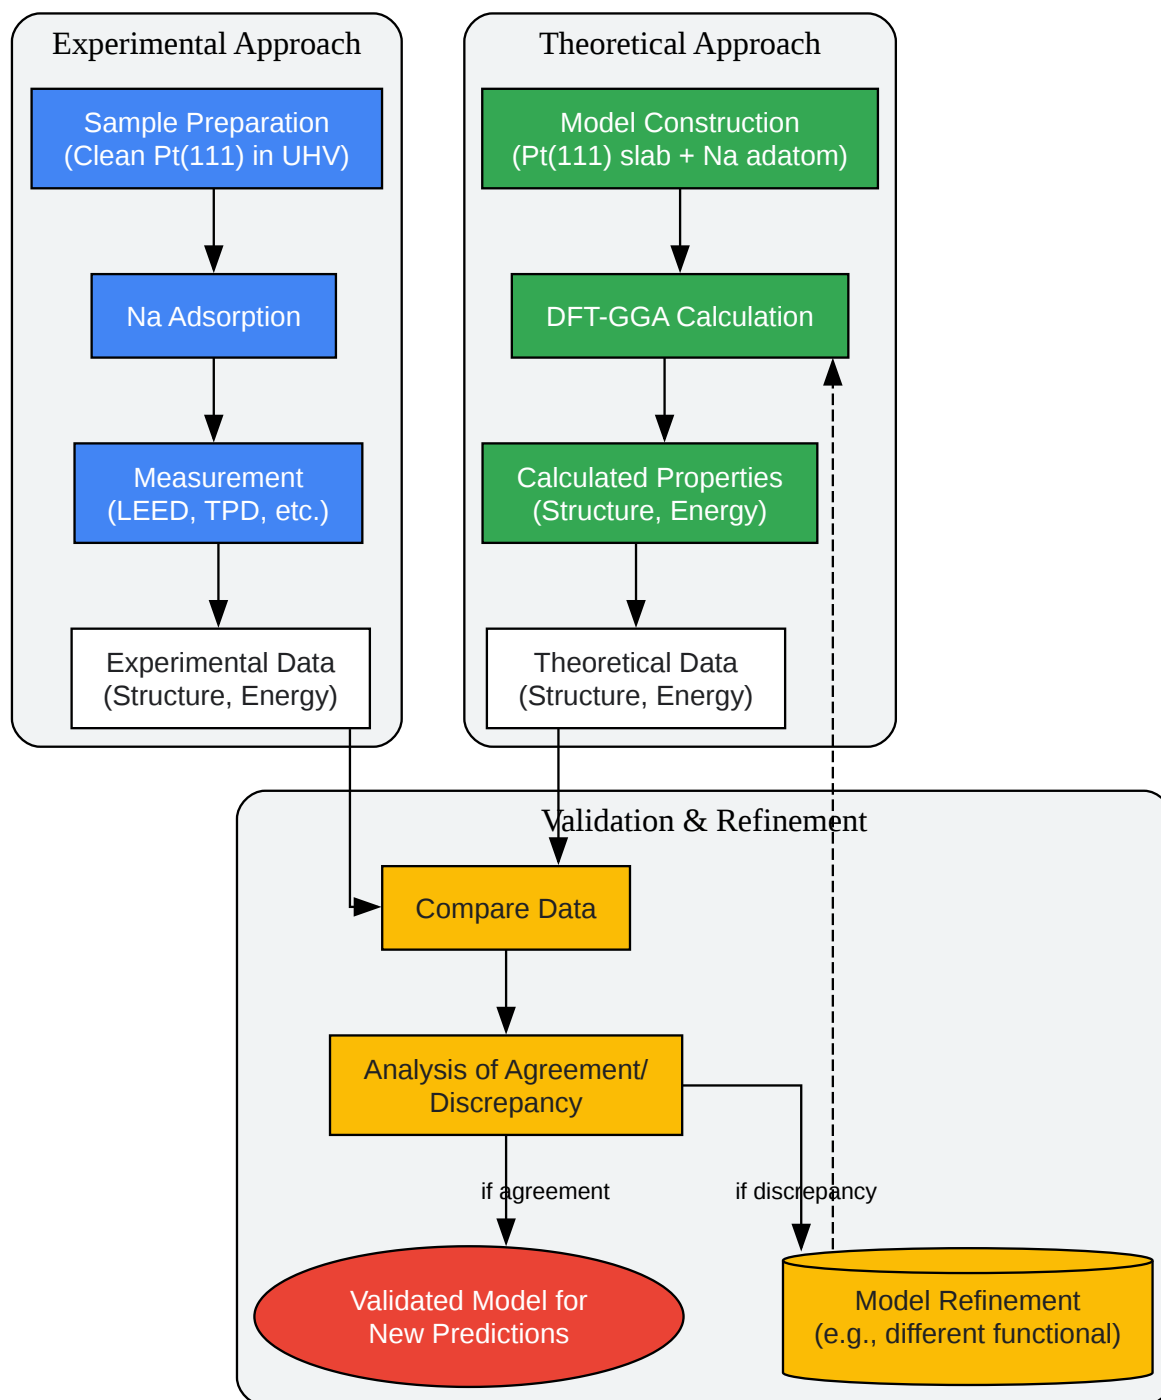 Experimental Approach
Sample Preparation
(Clean Pt(111) in UHV)
Na Adsorption
Measurement
(LEED, TPD, etc.)
Experimental Data
(Structure, Energy)
Theoretical Approach
Model Construction
(Pt(111) slab + Na adatom)
DFT-GGA Calculation
Calculated Properties
(Structure, Energy)
Theoretical Data
(Structure, Energy)
Validation & Refinement
Compare Data
Analysis of Agreement/
Discrepancy
if agreement
if discrepancy
Validated Model for
New Predictions
Model Refinement
(e.g., different functional)